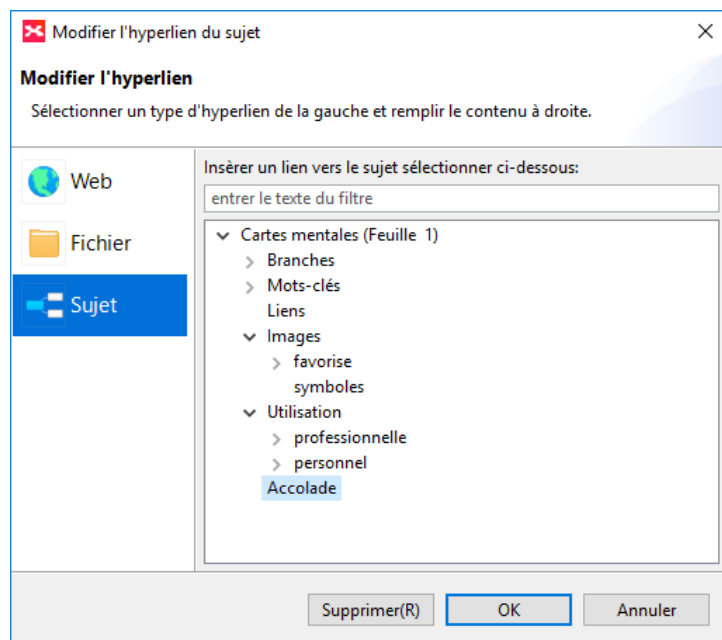 Modifier l'hyperlien du sujet
Modifier l'hyperlien
Sélectionner un type d'hyperlien de la gauche et remplir le contenu à droite.
Web
Fichier
Sujet
Insèrer un lien vers le sujet sélectionner ci-dessous:
entrer le texte du filtre
Cartes mentales (Feuille 1)
Branches
Mots-clés
Liens
Images
favorise
symboles
Utilisation
professionnelle
personnel
Accolade
Supprimer(R) OK Annuler